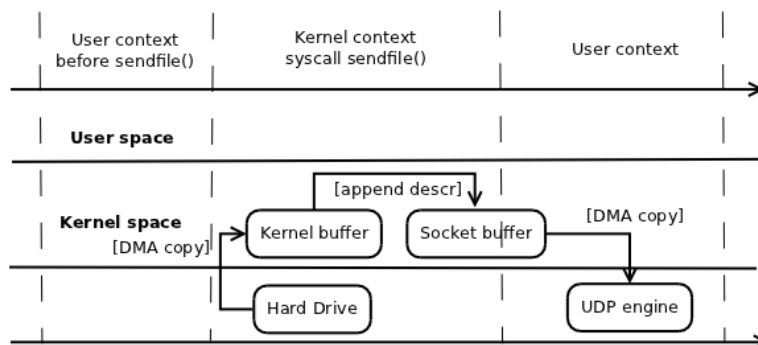 User context
before sendfile()
Kernel context
syscall sendfile()
User context
User space
[append descr]
Kernel space
[DMA copy]
Kernel buffer
Socket buffer
[DMA copy]
Hard Drive
UDP engine